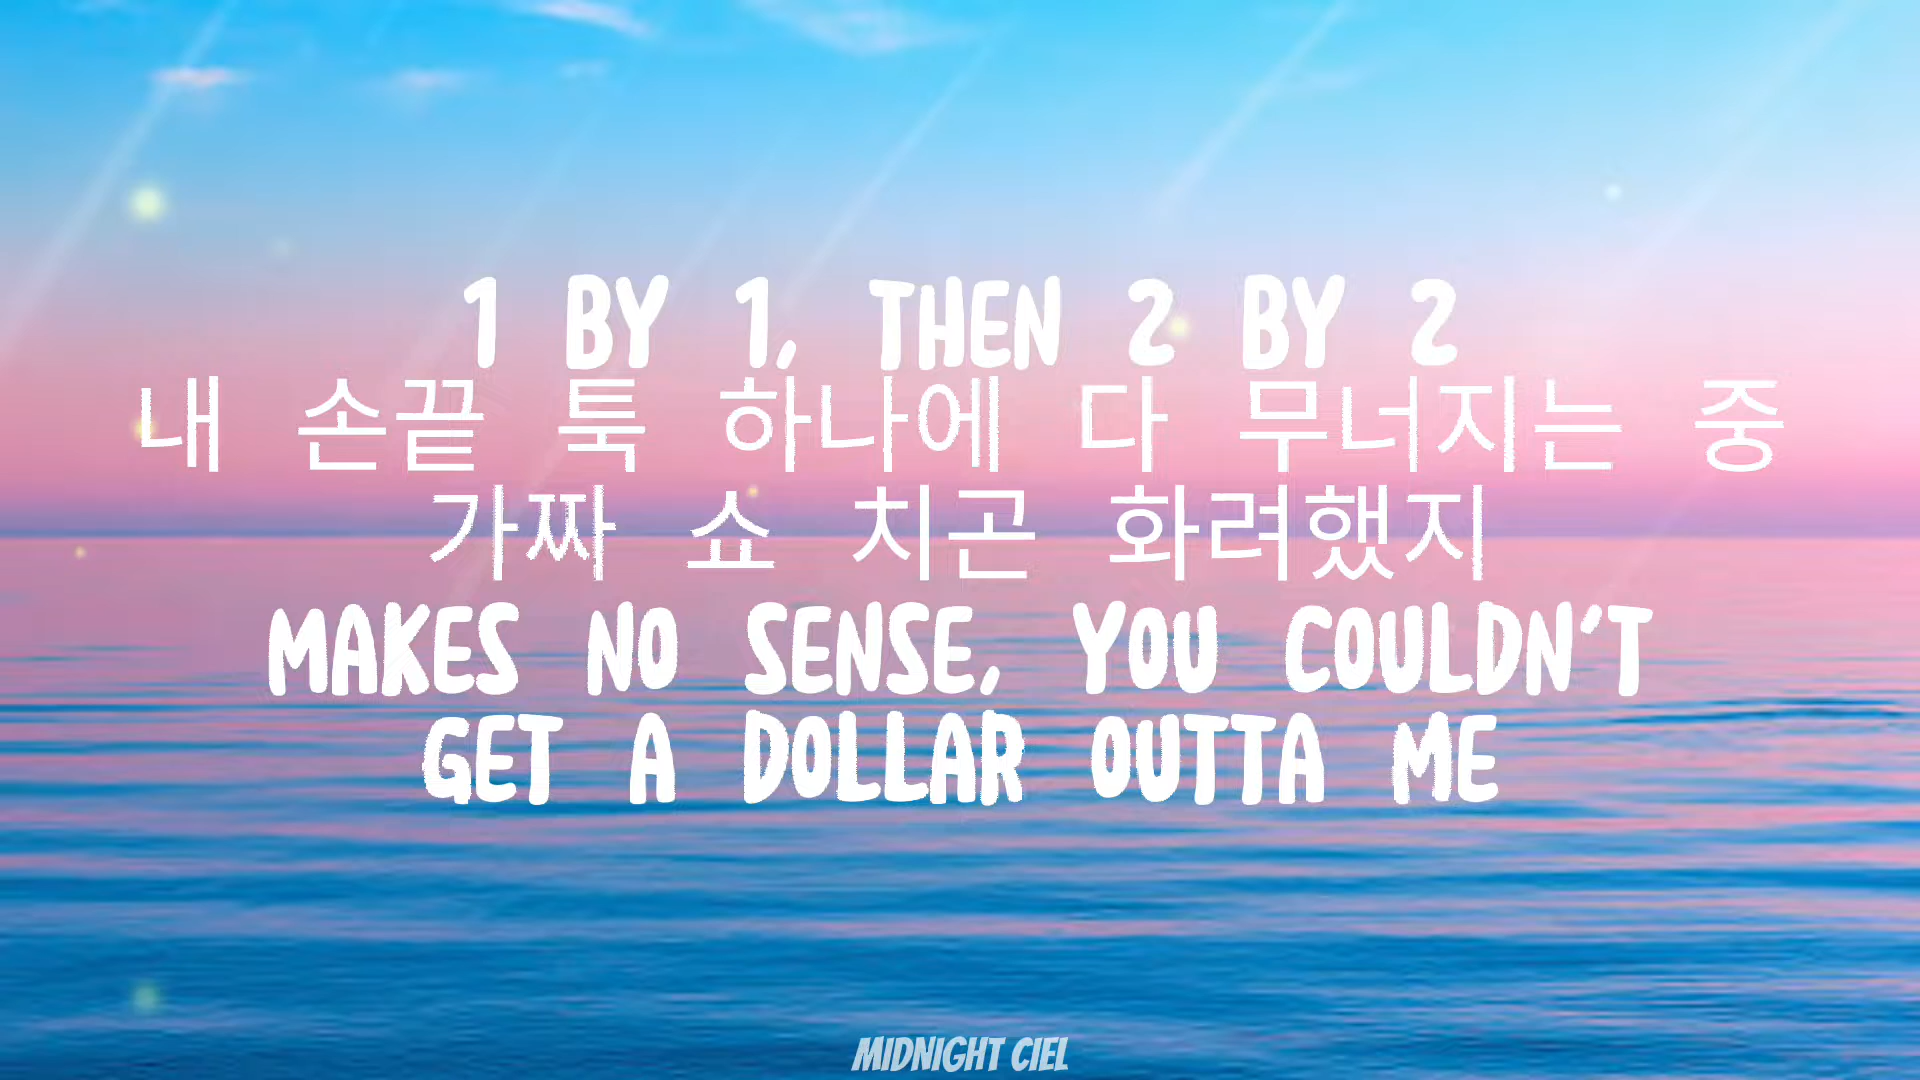 1 BY 1, THEN 2 BY 2
내 손끝 툭 하나에 다 무너지는 중
가짜 쇼 치곤 화려했지
MAKES NO SENSE, YOU COULDN'T
GET A DOLLAR OUTTA ME
MIDNIGHT CIEL